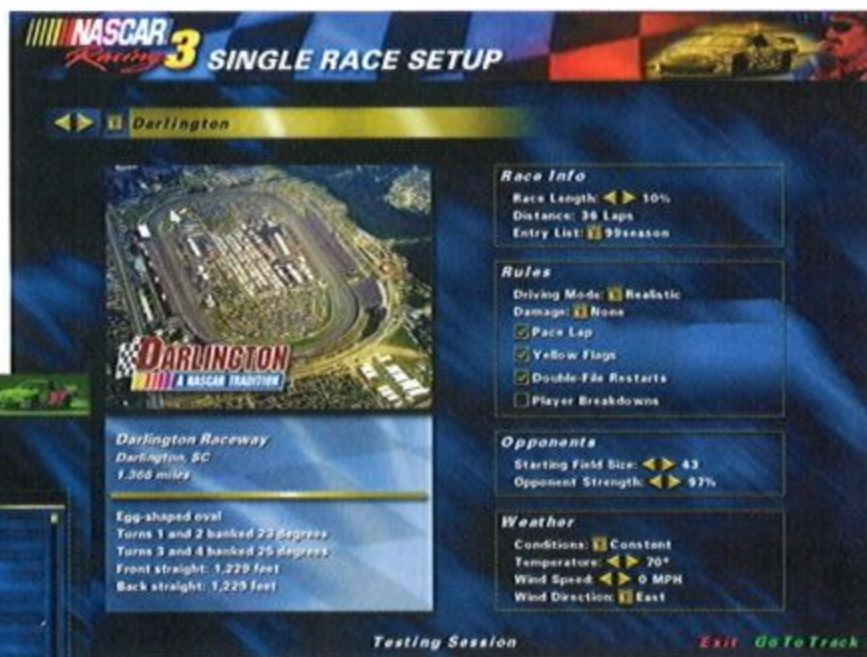 NASCAR
Racing 3 SINGLE RACE SETUP
Darlington
DARLINGTON
A NASCAR TRADITION
Darlington Raceway
Darlington, SC
1.366 miles
Egg-shaped oval
Turns 1 and 2 banked 23 degrees
Turns 3 and 4 banked 25 degrees
Front straight: 1,229 feet
Back straight: 1,229 feet
Race Info
Race Length: 10%
Distance: 36 Laps
Entry List: 99season
Rules
Driving Mode: Realistic
Damage: None
Pace Lap
Yellow Flags
Double-File Restarts
Player Breakdowns
Opponents
Starting Field Size: 43
Opponent Strength: 97%
Weather
Conditions: Constant
Temperature: 70°
Wind Speed: 0 MPH
Wind Direction: East
Testing Session
Exit Go To Track